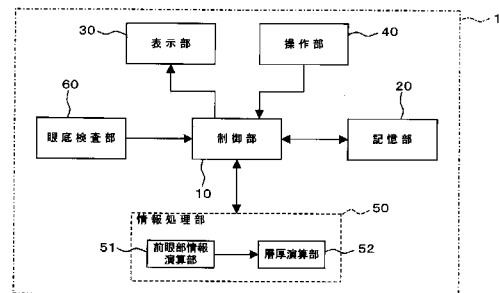 1
30
表示部
40
操作部
60
眼底検査部
制御部
10
20
記憶部
50
情報処理部
51
前眼部情報
演算部
層厚演算部
52